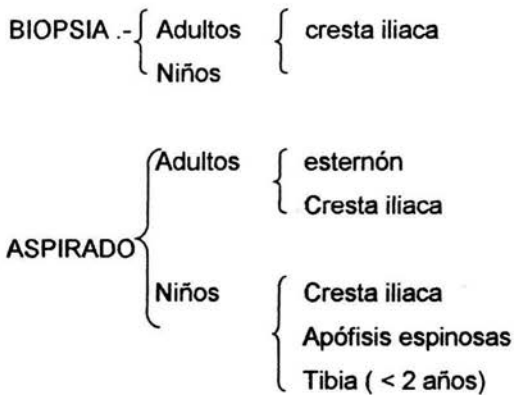 BIOPSIA .- Adultos cresta iliaca
Niños
Adultos esternón
Cresta iliaca
ASPIRADO
Niños Cresta iliaca
Apófisis espinosas
Tibia ( < 2 años)